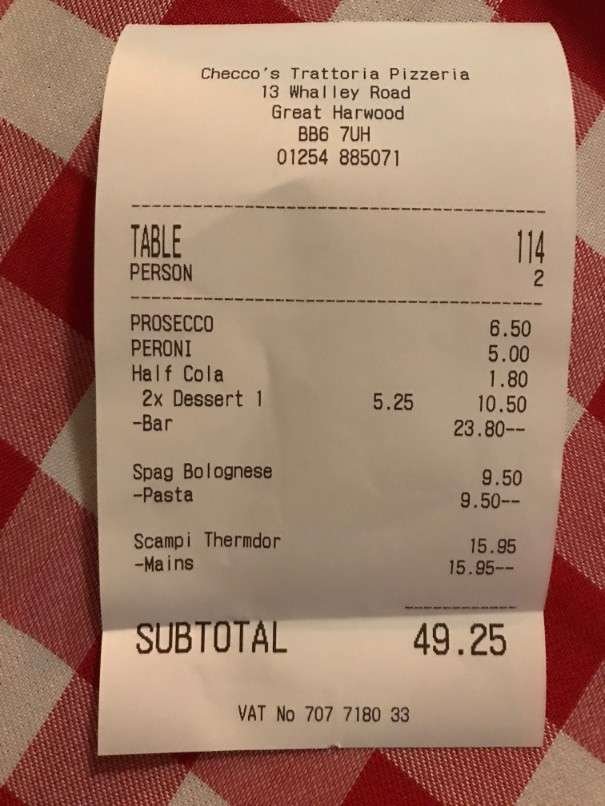 Checco's Trattoria Pizzeria
13 Whalley Road
Great Harwood
BB6 7UH
01254 885071
TABLE 114
PERSON 2
PROSECCO 6.50
PERONI 5.00
Half Cola 1.80
2x Dessert 1 5.25 10.50
-Bar 23.80--
Spag Bolognese 9.50
-Pasta 9.50--
Scampi Thermdor 15.95
-Mains 15.95--
SUBTOTAL 49.25
VAT No 707 7180 33